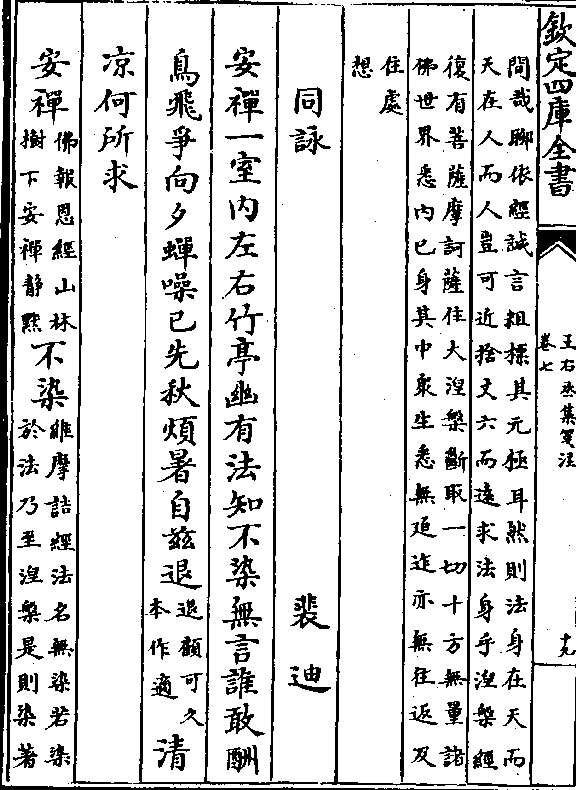 欽定四庫全書
王右丞集箋注
卷七
十九
間哉聊依經誠言粗標其元極耳然則法身在天而
天在人而人豈可近捨丈六而遠求法身乎涅槃經
復有菩薩摩訶薩住大涅槃斷取一切十方無量諸
佛世界悉內已身其中衆生悉無迫迮亦無往返及
住處
想
同詠　裴迪
安禪一室內左右竹亭幽有法知不染無言誰敢酬
鳥飛爭向夕蟬噪已先秋煩暑自兹退退顧可久本作適清
凉何所求
安禪佛報恩經山林樹下安禪静黙不染維摩詰經法名無染若染於法乃至涅槃是則染著